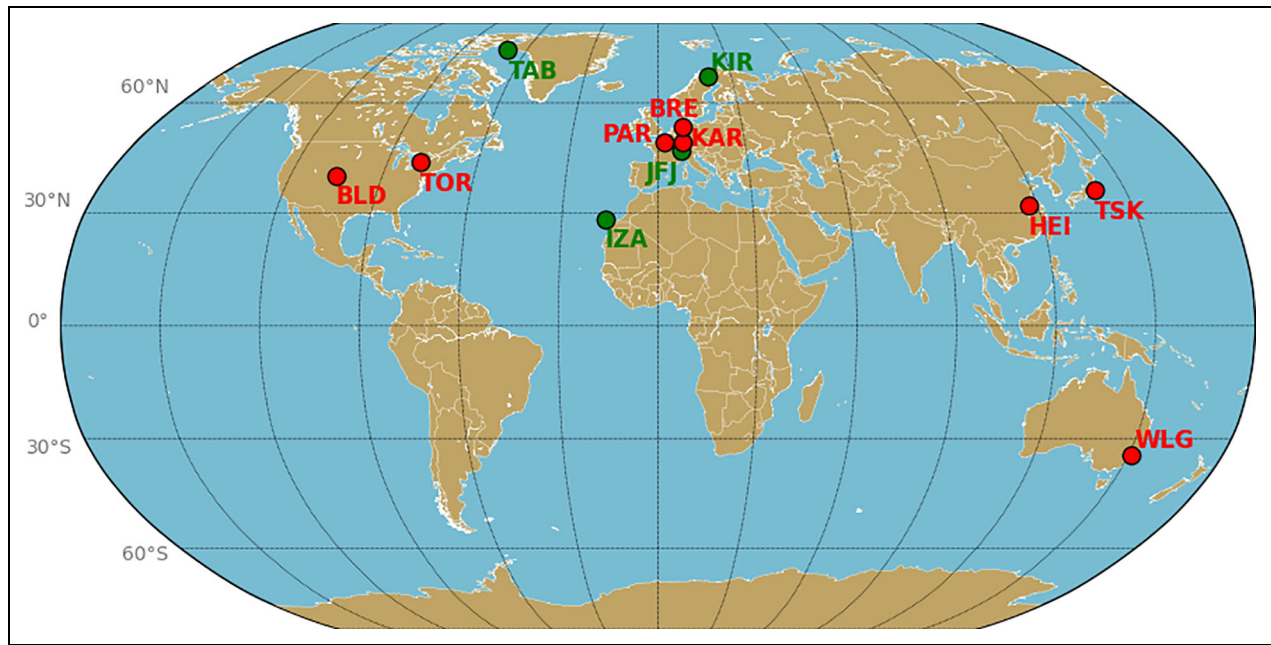 TAB
KIR
60°N
BRE
PAR
KAR
JFJ
TOR
BLD
30°N
TSK
HEI
IZA
0°
WLG
30°S
60°S